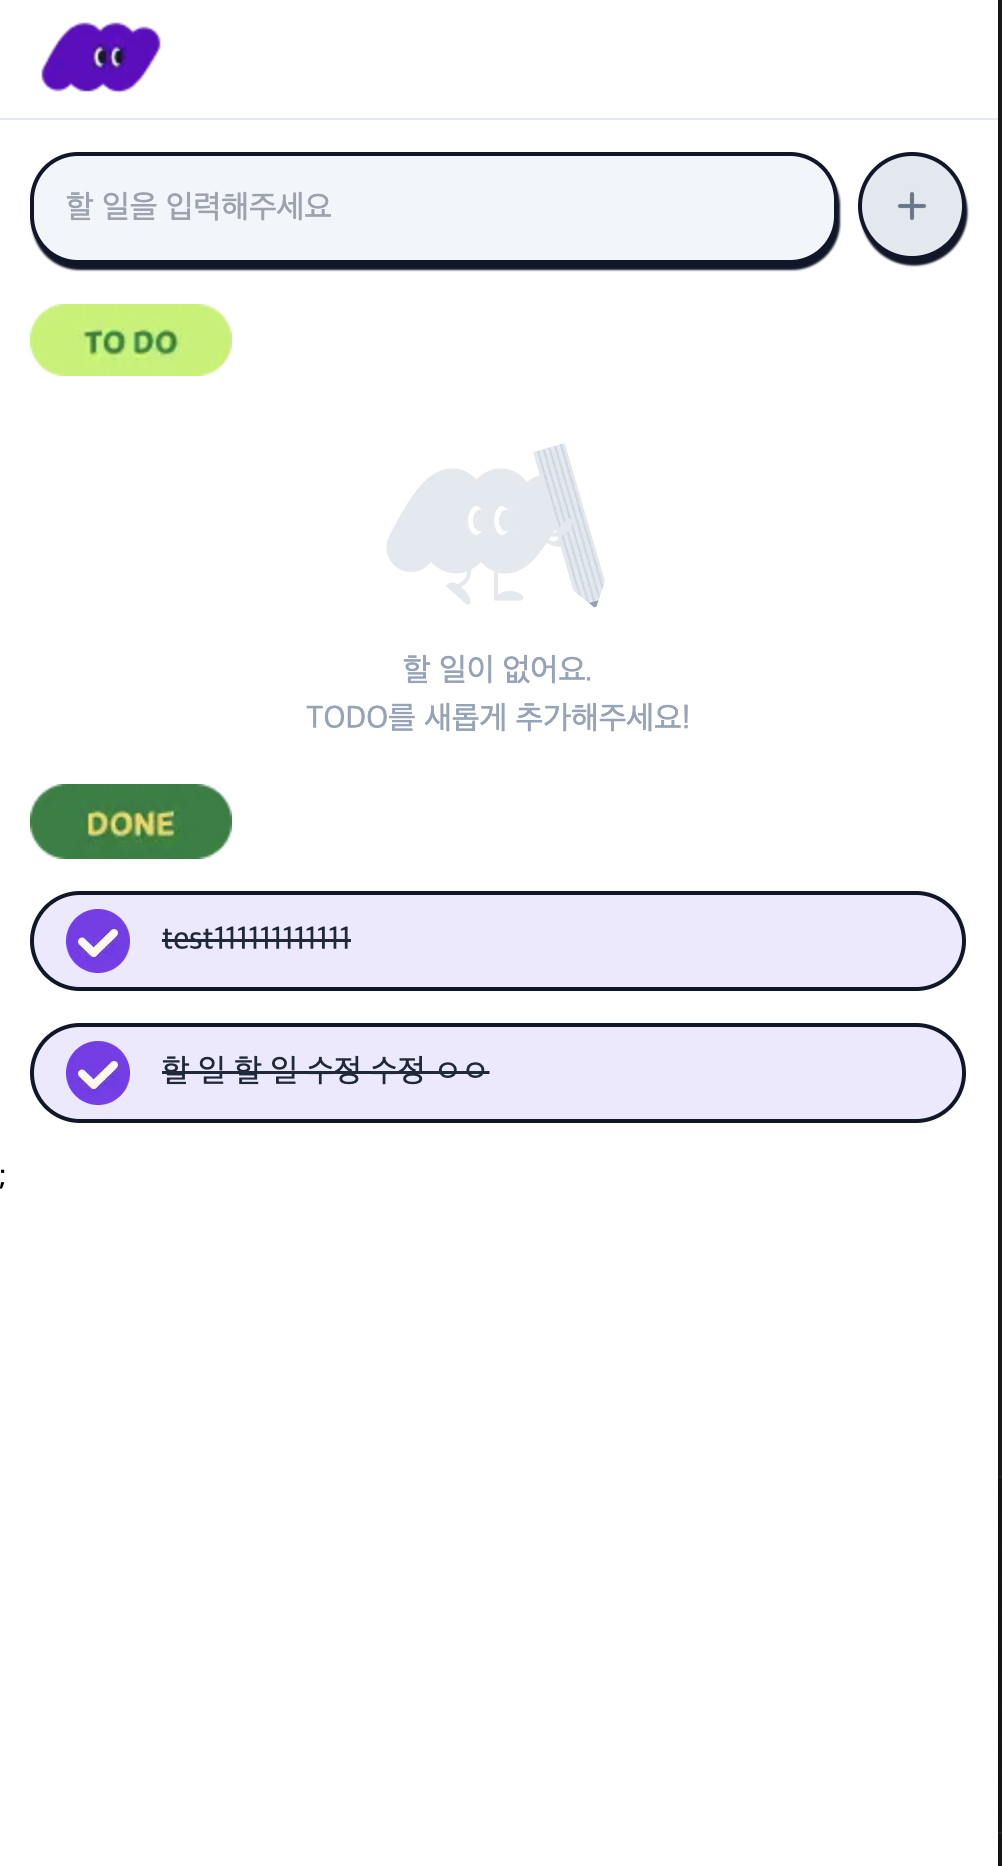 할 일을 입력해주세요
+
TO DO
할 일이 없어요.
TODO를 새롭게 추가해주세요!
DONE
test111111111111
할 일 할 일 수정 수정 ㅇㅇ
;